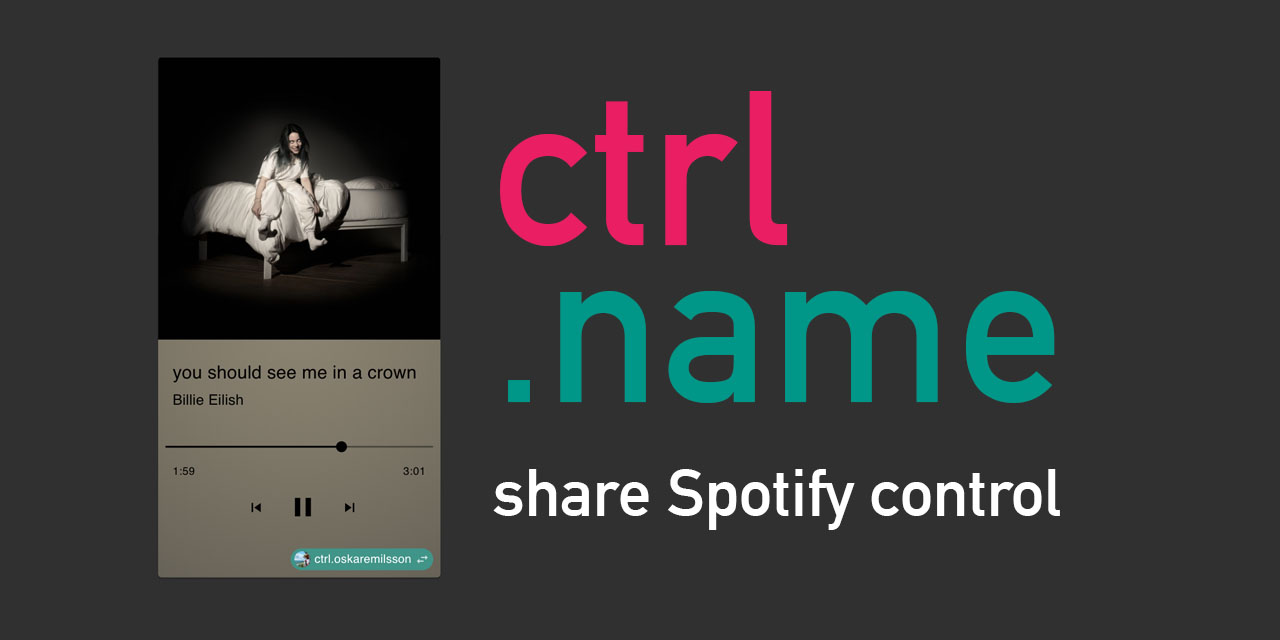 you should see me in a crown
Billie Eilish
1:59
3:01
ctrl.oskaremilsson
ctrl
.name
share Spotify control